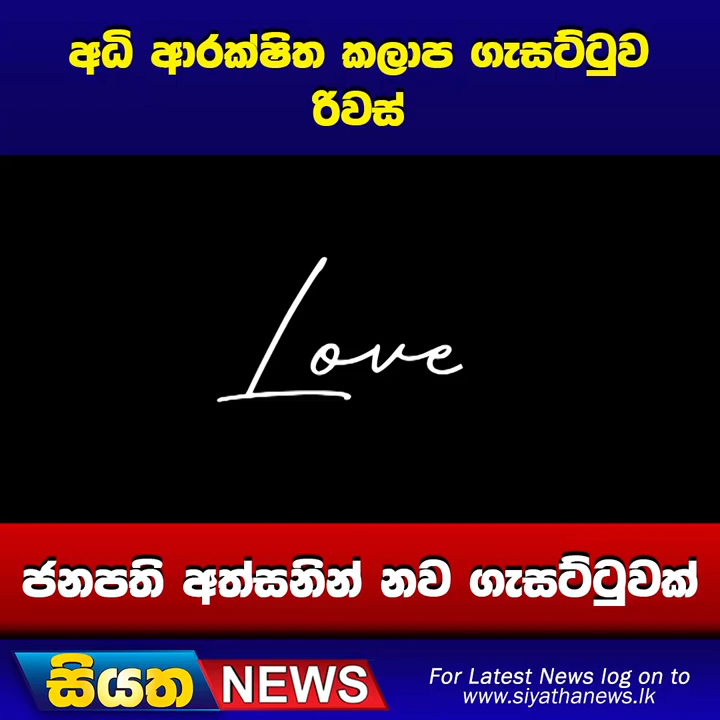 අධි ආරක්ෂිත කලාප ගැසට්ටුව
රිවස්
Love
ජනපති අත්සනින් නව ගැසට්ටුවක්
සියත NEWS
For Latest News log on to
www.siyathanews.lk